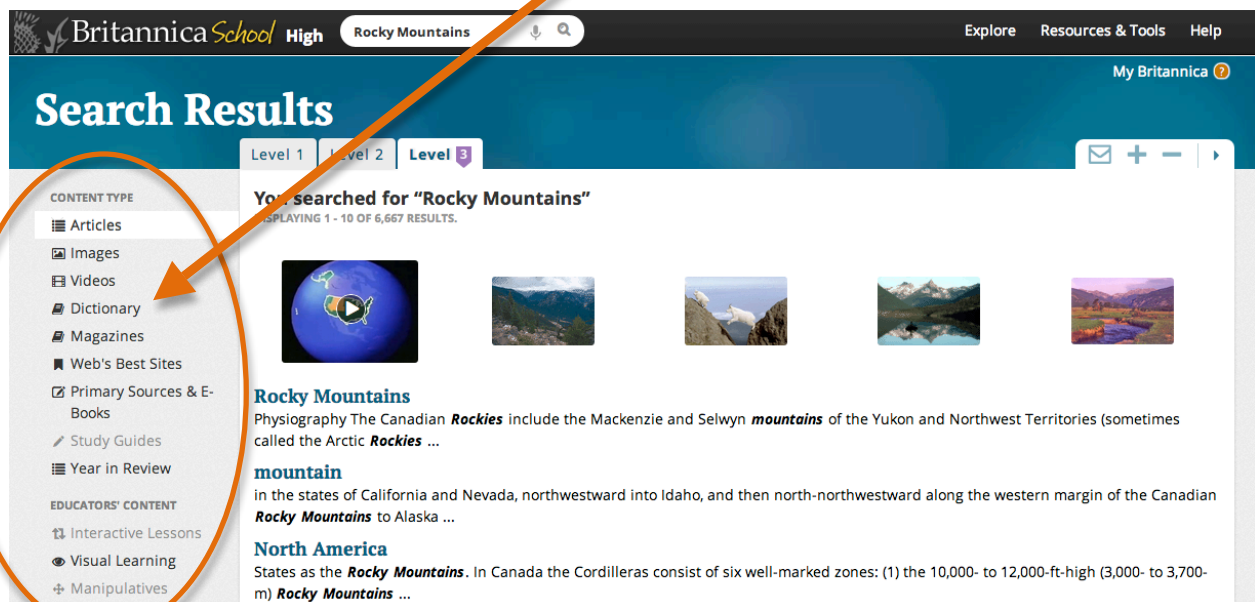 Britannica School High
Rocky Mountains
Explore Resources & Tools Help
My Britannica ?
Search Results
Level 1 Level 2 Level 3
CONTENT TYPE
Articles
Images
Videos
Dictionary
Magazines
Web's Best Sites
Primary Sources & E-
Books
Study Guides
Year in Review
EDUCATORS' CONTENT
Interactive Lessons
Visual Learning
Manipulatives
You searched for “Rocky Mountains”
DISPLAYING 1 - 10 OF 6,667 RESULTS.
Rocky Mountains
Physiography The Canadian Rockies include the Mackenzie and Selwyn mountains of the Yukon and Northwest Territories (sometimes
called the Arctic Rockies ...
mountain
in the states of California and Nevada, northwestward into Idaho, and then north-northwestward along the western margin of the Canadian
Rocky Mountains to Alaska ...
North America
States as the Rocky Mountains. In Canada the Cordilleras consist of six well-marked zones: (1) the 10,000- to 12,000-ft-high (3,000- to 3,700-
m) Rocky Mountains ...